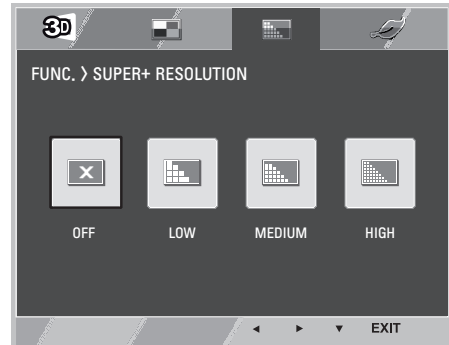 3D
FUNC. > SUPER+ RESOLUTION
X
OFF LOW MEDIUM HIGH
EXIT